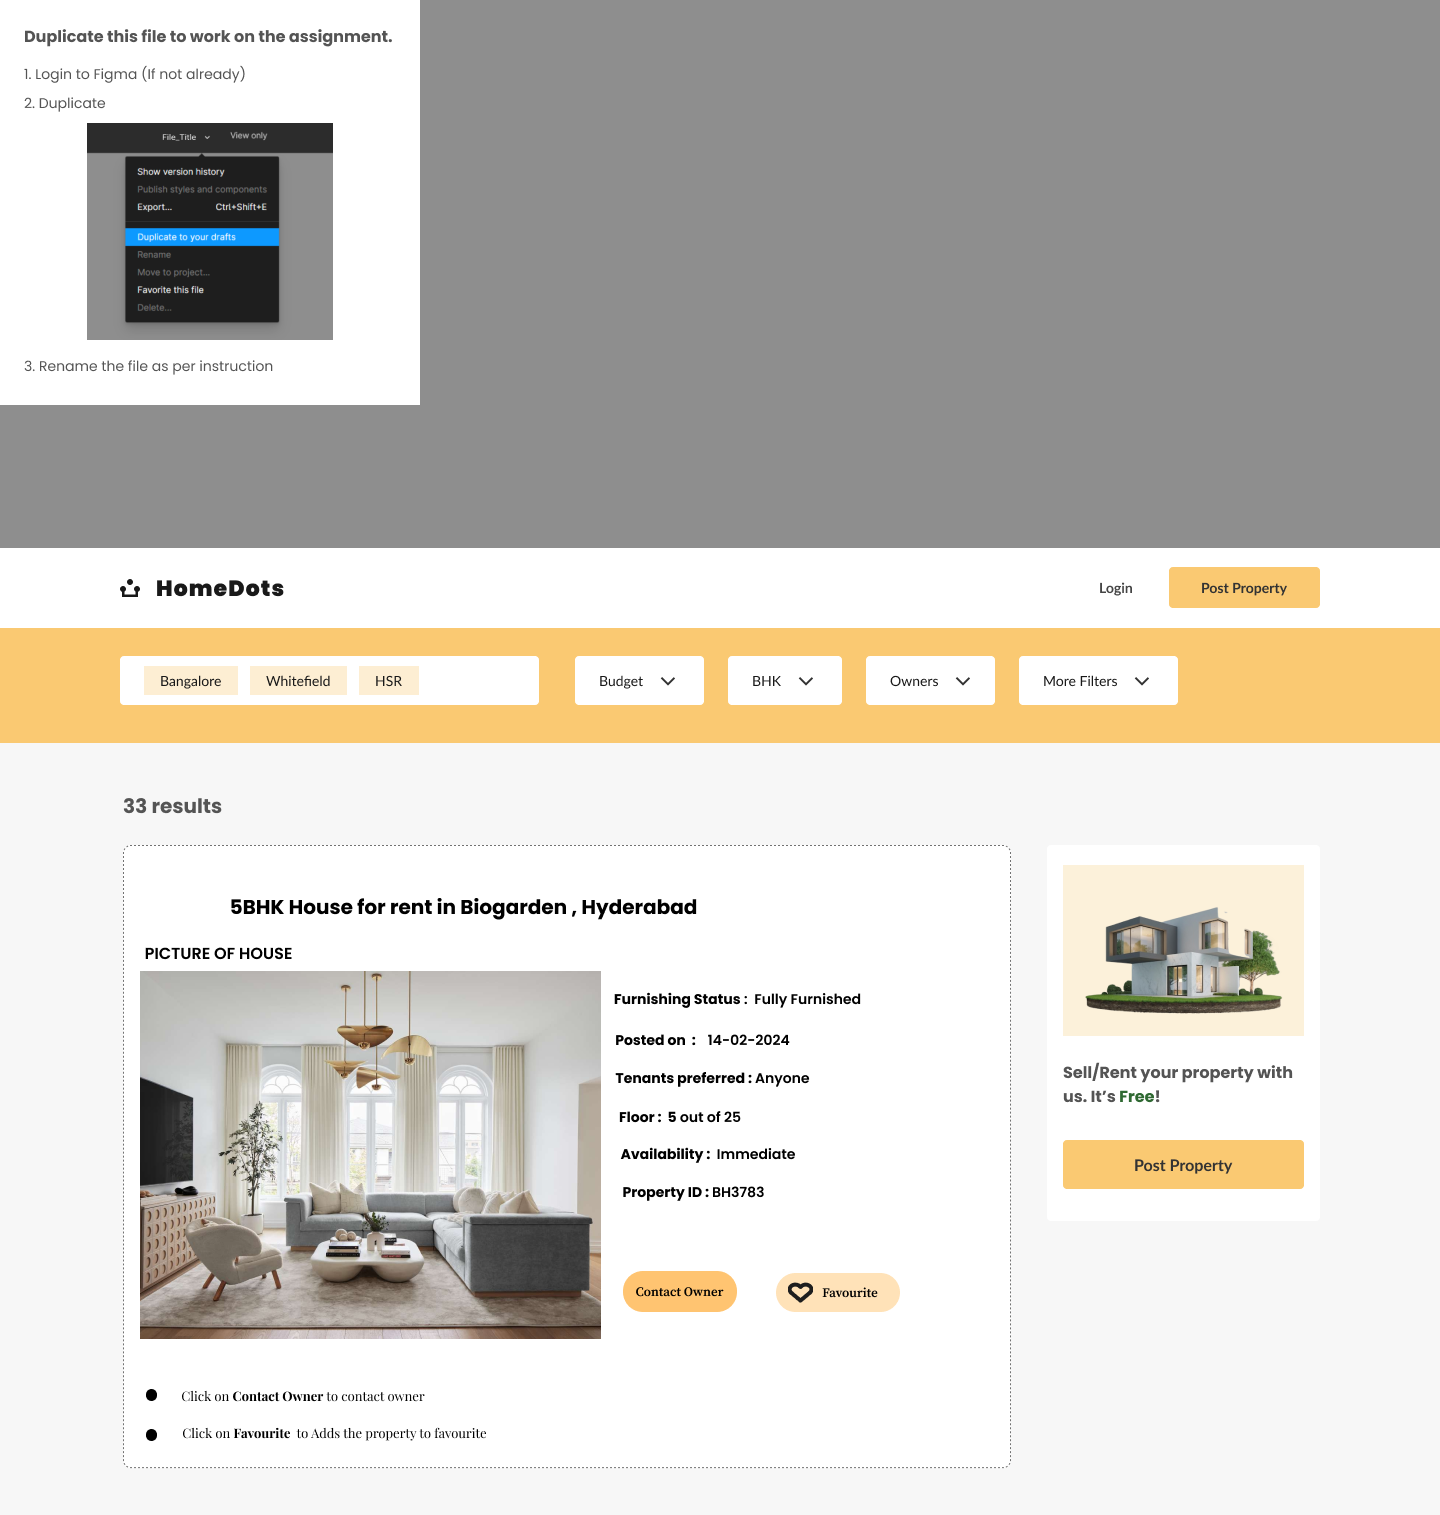 Duplicate this file to work on the assignment.
1. Login to Figma (If not already)
2. Duplicate
File_Title View only
Show version history
Publish styles and components
Export... Ctrl+Shift+E
Duplicate to your drafts
Rename
Move to project...
Favorite this file
Delete...
3. Rename the file as per instruction
HomeDots Login Post Property
Bangalore Whitefield HSR Budget BHK Owners More Filters
33 results
5BHK House for rent in Biogarden , Hyderabad
PICTURE OF HOUSE
Furnishing Status : Fully Furnished
Posted on : 14-02-2024
Tenants preferred : Anyone
Floor : 5 out of 25
Availability : Immediate
Property ID : BH3783
Contact Owner Favourite
Click on Contact Owner to contact owner
Click on Favourite to Adds the property to favourite
Sell/Rent your property with
us. It’s Free!
Post Property